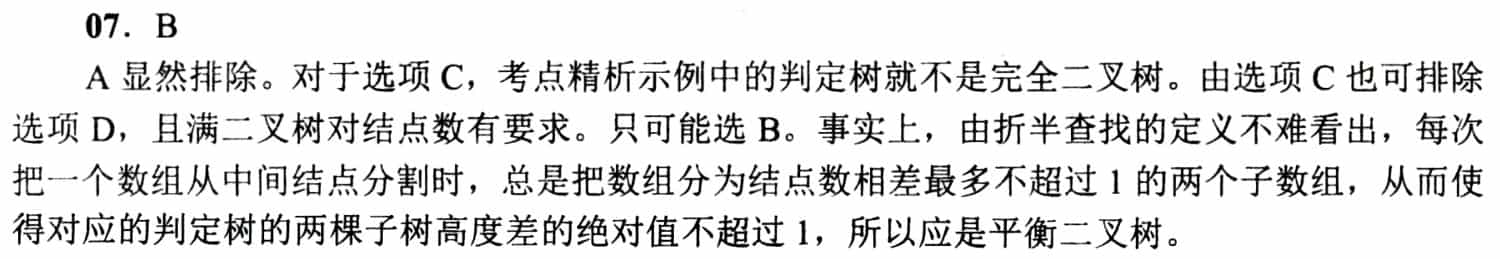 07. B
A 显然排除。对于选项 C，考点精析示例中的判定树就不是完全二叉树。由选项 C 也可排除
选项 D，且满二叉树对结点数有要求。只可能选 B。事实上，由折半查找的定义不难看出，每次
把一个数组从中间结点分割时，总是把数组分为结点数相差最多不超过 1 的两个子数组，从而使
得对应的判定树的两棵子树高度差的绝对值不超过 1，所以应是平衡二叉树。